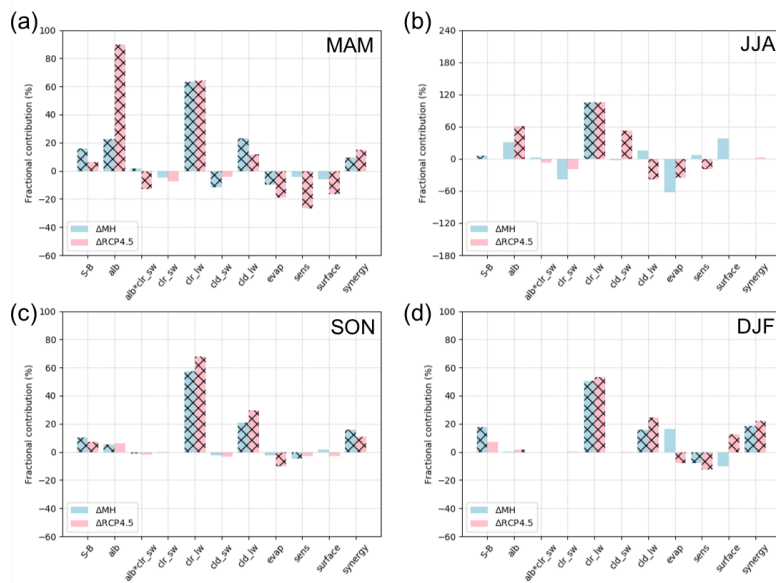 (a)
MAM
Fractional contribution (%)
100
80
60
40
20
0
−20
−40
−60
ΔMH
ΔRCP4.5
S-B
alb
alb*clr_sw
clr_sw
clr_lw
cld_sw
cld_lw
evap
sens
surface
synergy
(b)
JJA
Fractional contribution (%)
240
180
120
60
0
−60
−120
−180
ΔMH
ΔRCP4.5
S-B
alb
alb*clr_sw
clr_sw
clr_lw
cld_sw
cld_lw
evap
sens
surface
synergy
(c)
SON
Fractional contribution (%)
100
80
60
40
20
0
−20
−40
−60
ΔMH
ΔRCP4.5
S-B
alb
alb*clr_sw
clr_sw
clr_lw
cld_sw
cld_lw
evap
sens
surface
synergy
(d)
DJF
Fractional contribution (%)
100
80
60
40
20
0
−20
−40
−60
ΔMH
ΔRCP4.5
S-B
alb
alb*clr_sw
clr_sw
clr_lw
cld_sw
cld_lw
evap
sens
surface
synergy